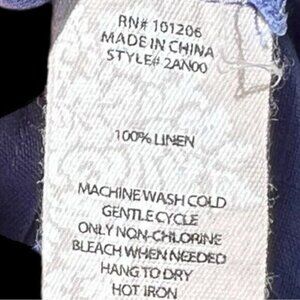 RN# 101206
MADE IN CHINA
STYLE# 2AN00
100% LINEN
MACHINE WASH COLD
GENTLE CYCLE
ONLY NON-CHLORINE
BLEACH WHEN NEEDED
HANG TO DRY
HOT IRON